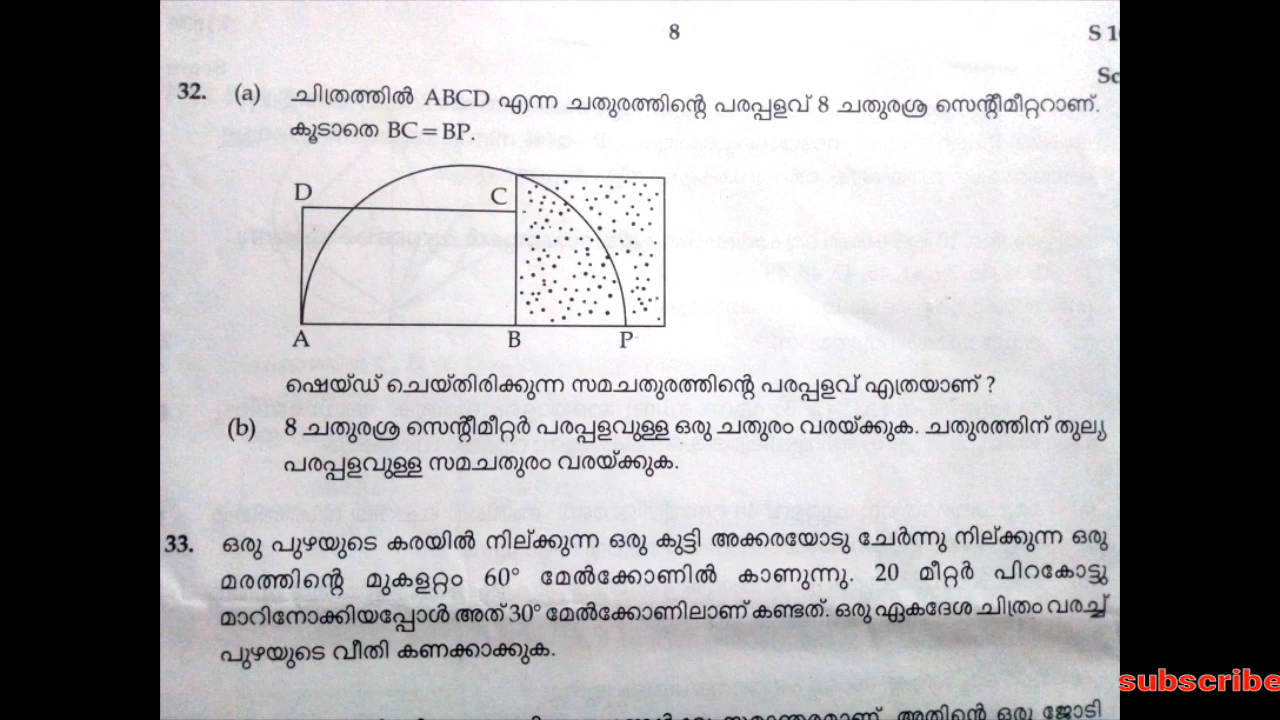 8
S 1
Sc
32. (a) ചിത്രത്തിൽ ABCD എന്ന ചതുരത്തിന്റെ പരപ്പളവ് 8 ചതുരശ്ര സെന്റീമീറ്ററാണ്.
കൂടാതെ BC = BP.
D
C
A B P
ഷെയ്ഡ് ചെയ്തിരിക്കുന്ന സമചതുരത്തിന്റെ പരപ്പളവ് എത്രയാണ് ?
(b) 8 ചതുരശ്ര സെന്റീമീറ്റർ പരപ്പളവുള്ള ഒരു ചതുരം വരയ്ക്കുക. ചതുരത്തിന് തുല്യ
പരപ്പളവുള്ള സമചതുരം വരയ്ക്കുക.
33. ഒരു പുഴയുടെ കരയിൽ നില്ക്കുന്ന ഒരു കുട്ടി അക്കരയോടു ചേർന്നു നില്ക്കുന്ന ഒരു
മരത്തിന്റെ മുകളറ്റം 60° മേൽക്കോണിൽ കാണുന്നു. 20 മീറ്റർ പിറകോട്ടു
മാറിനോക്കിയപ്പോൾ അത് 30° മേൽക്കോണിലാണ് കണ്ടത്. ഒരു ഏകദേശ ചിത്രം വരച്ച്
പുഴയുടെ വീതി കണക്കാക്കുക.
അതിന്റെ ഒരു ജോടി
subscribe